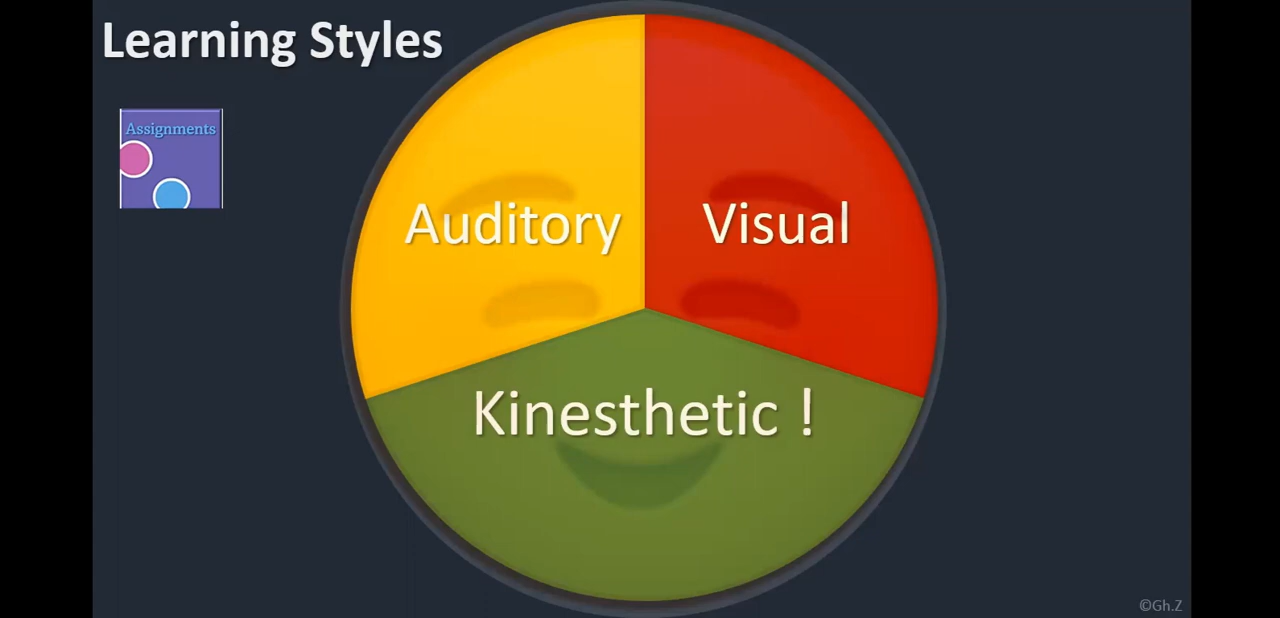 Learning Styles
Assignments
Auditory
Visual
Kinesthetic !
©Gh.Z